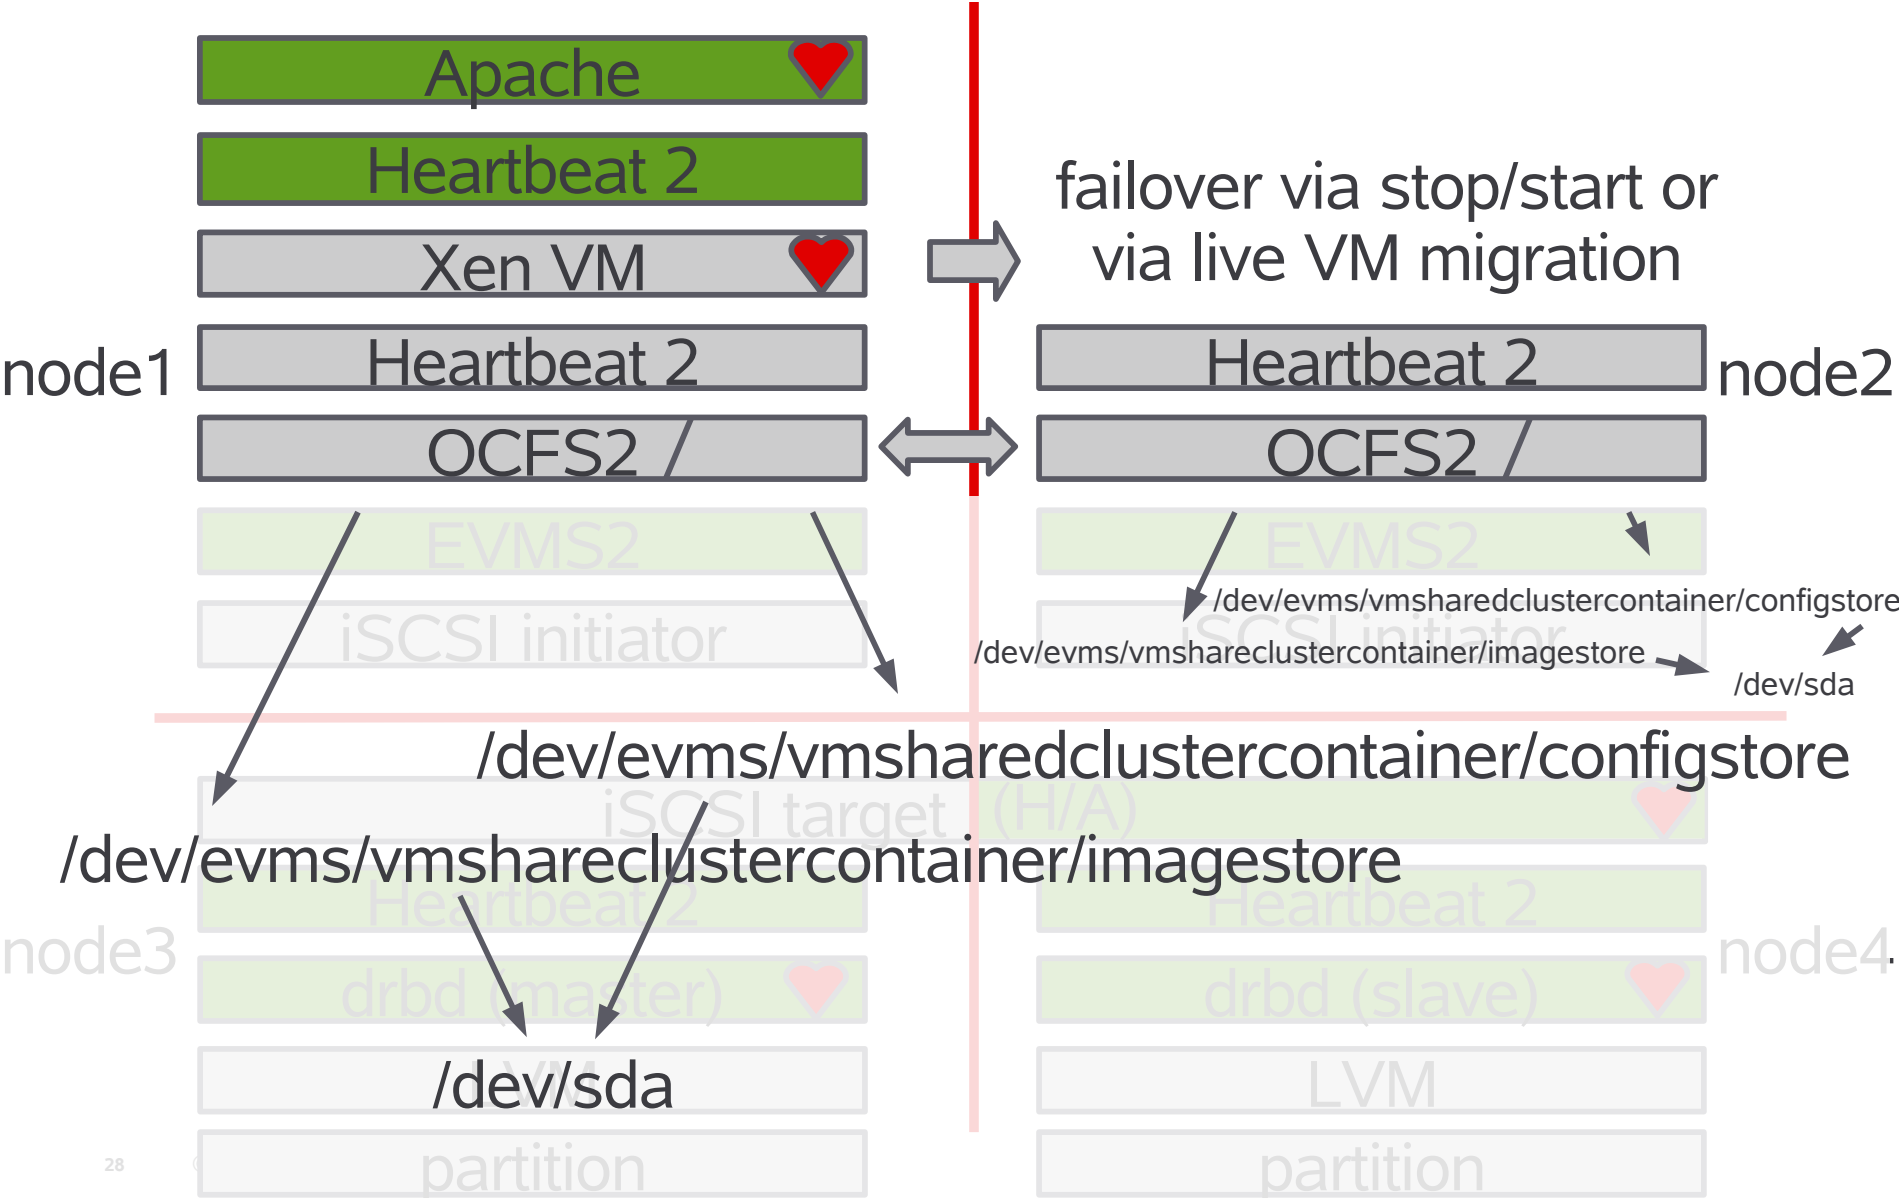 Apache
Heartbeat 2
failover via stop/start or
via live VM migration
Xen VM
node1
Heartbeat 2
Heartbeat 2
node2
OCFS2 /
OCFS2 /
EVMS2
EVMS2
/dev/evms/vmsharedclustercontainer/configstore
iSCSI initiator
iSCSI initiator
/dev/evms/vmshareclustercontainer/imagestore
/dev/sda
/dev/evms/vmsharedclustercontainer/configstore
iSCSI target (H/A)
/dev/evms/vmshareclustercontainer/imagestore
Heartbeat 2
Heartbeat 2
node3
node4.
drbd (master)
drbd (slave)
LVM
/dev/sda
LVM
28
partition
partition